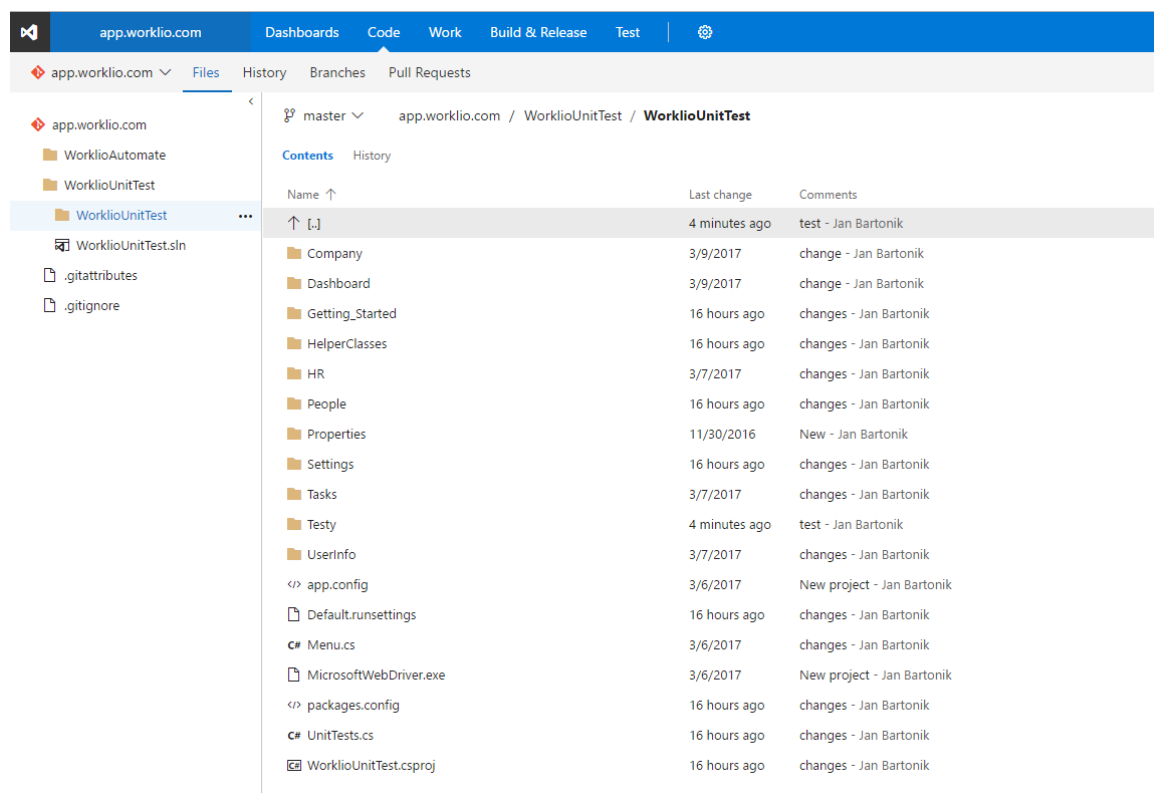 app.worklio.com Dashboards Code Work Build & Release Test
app.worklio.com Files History Branches Pull Requests
app.worklio.com
WorklioAutomate
WorklioUnitTest
WorklioUnitTest ...
WorklioUnitTest.sln
.gitattributes
.gitignore
master app.worklio.com / WorklioUnitTest / WorklioUnitTest
Contents History
Name ↑ Last change Comments
↑ [..] 4 minutes ago test - Jan Bartonik
Company 3/9/2017 change - Jan Bartonik
Dashboard 3/9/2017 change - Jan Bartonik
Getting_Started 16 hours ago changes - Jan Bartonik
HelperClasses 16 hours ago changes - Jan Bartonik
HR 3/7/2017 changes - Jan Bartonik
People 16 hours ago changes - Jan Bartonik
Properties 11/30/2016 New - Jan Bartonik
Settings 16 hours ago changes - Jan Bartonik
Tasks 3/7/2017 changes - Jan Bartonik
Testy 4 minutes ago test - Jan Bartonik
UserInfo 3/7/2017 changes - Jan Bartonik
</> app.config 3/6/2017 New project - Jan Bartonik
Default.runsettings 16 hours ago changes - Jan Bartonik
C# Menu.cs 3/6/2017 changes - Jan Bartonik
MicrosoftWebDriver.exe 3/6/2017 New project - Jan Bartonik
</> packages.config 16 hours ago changes - Jan Bartonik
C# UnitTests.cs 16 hours ago changes - Jan Bartonik
C# WorklioUnitTest.csproj 16 hours ago changes - Jan Bartonik